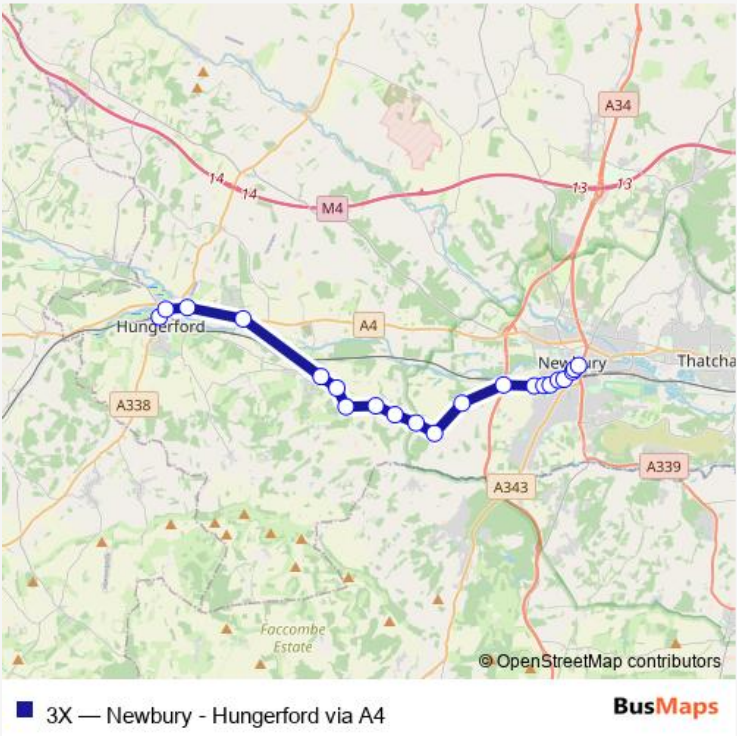 A34
14
14
13
13
M4
A4
Hungerford
Newbury
Thatcha
A338
A339
A343
Faccombe
Estate
© OpenStreetMap contributors
3X — Newbury - Hungerford via A4
BusMaps